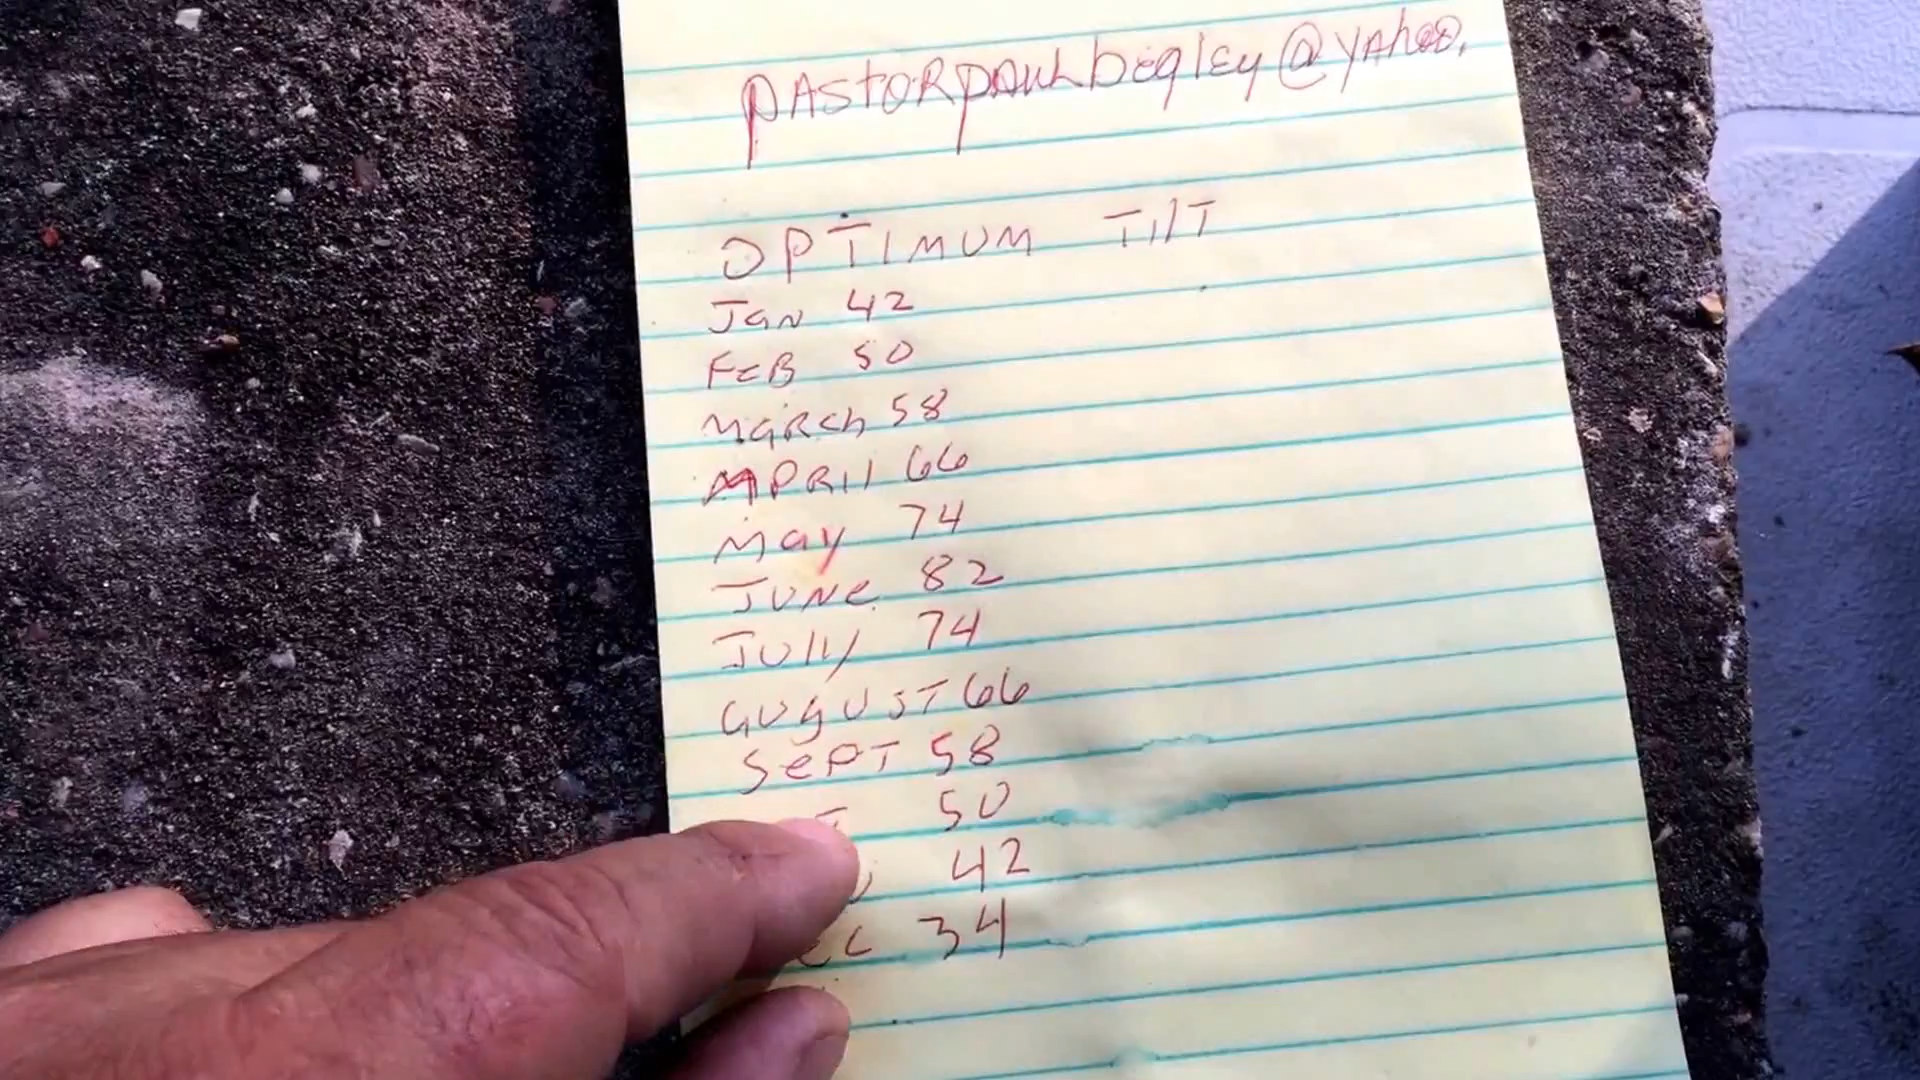 pAStORpAuLbegley@yAhoo.
OPTIMUM TIlT
JaN 42
FeB 50
MaRch 58
APRIl 66
May 74
JUNe 82
JUlly 74
aUgUST 66
SePT 58
50
42
34